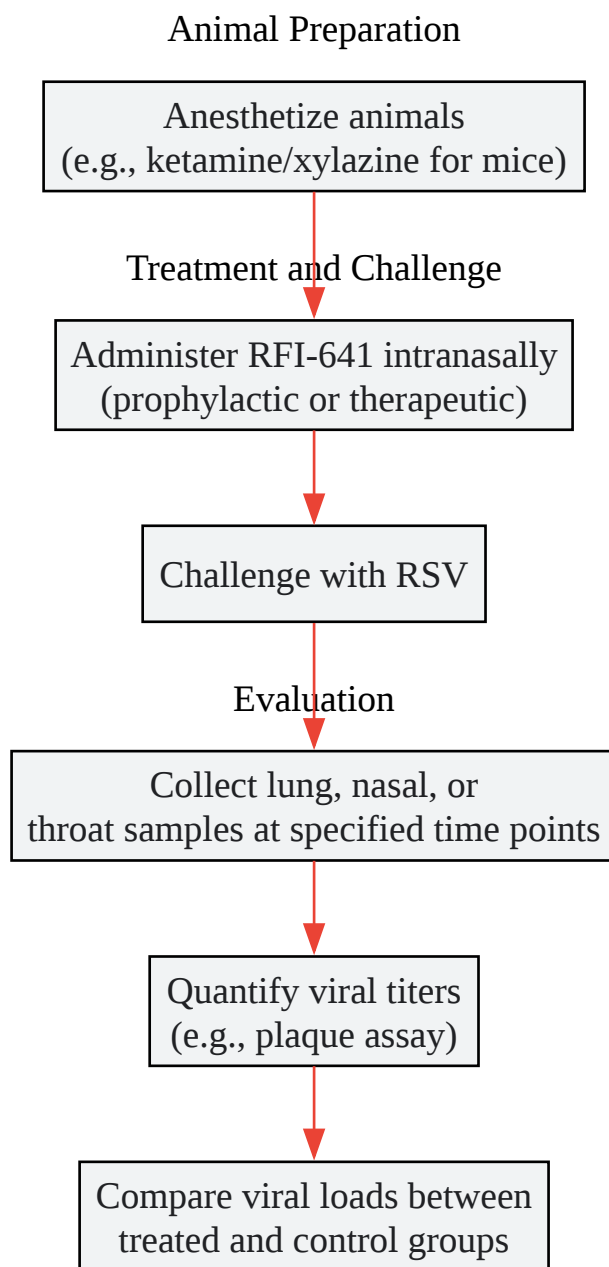 Animal Preparation
Anesthetize animals
(e.g., ketamine/xylazine for mice)
Treatment and Challenge
Administer RFI-641 intranasally
(prophylactic or therapeutic)
Challenge with RSV
Evaluation
Collect lung, nasal, or
throat samples at specified time points
Quantify viral titers
(e.g., plaque assay)
Compare viral loads between
treated and control groups